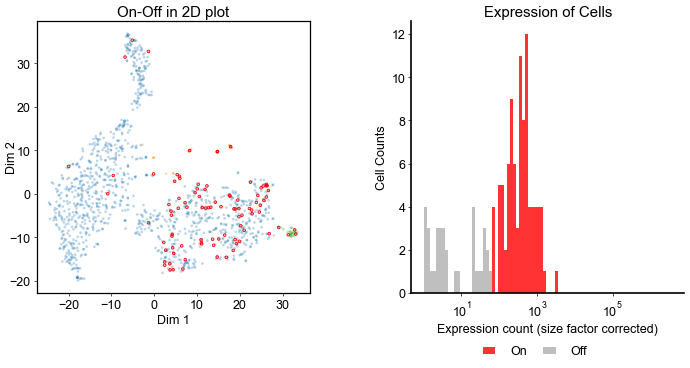 On-Off in 2D plot
30
20
10
0
−10
−20
Dim 2
−20 −10 0 10 20 30
Dim 1
Expression of Cells
12
10
8
6
4
2
0
Cell Counts
10^1 10^3 10^5
Expression count (size factor corrected)
On Off